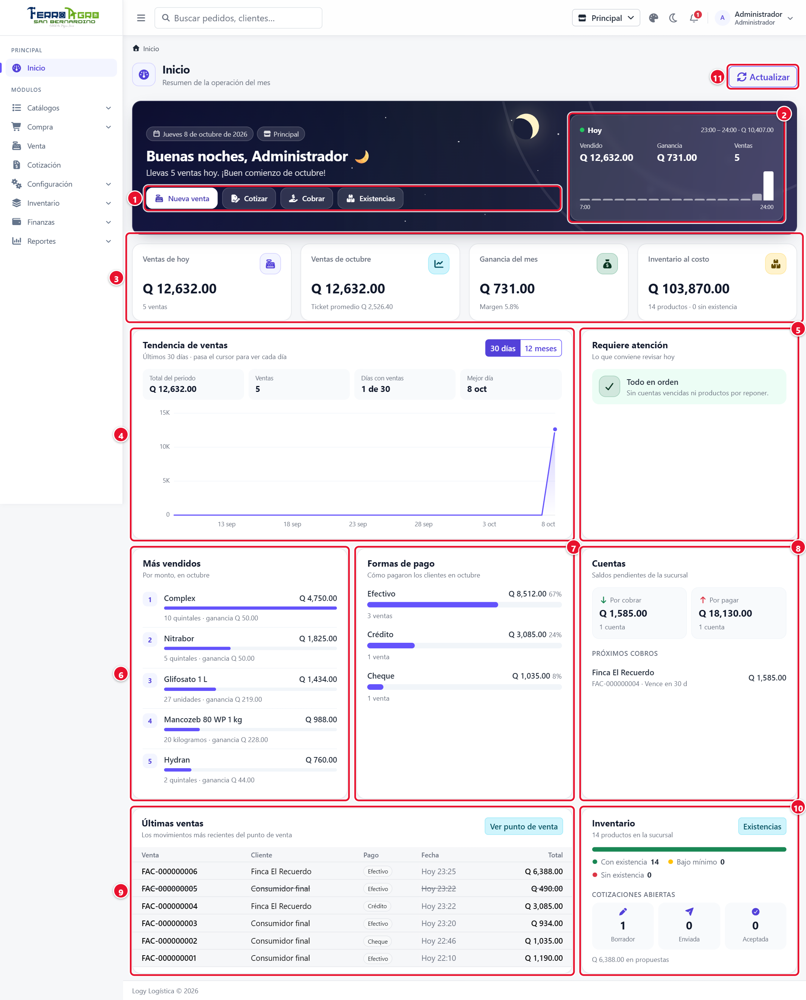 FERRO AGRO
SAN BERNARDINO
Buscar pedidos, clientes...
Principal
1
A
Administrador
Administrador
PRINCIPAL
Inicio
MÓDULOS
Catálogos
Compra
Venta
Cotización
Configuración
Inventario
Finanzas
Reportes
Inicio
Inicio
Resumen de la operación del mes
11
Actualizar
Jueves 8 de octubre de 2026
Principal
Buenas noches, Administrador
Llevas 5 ventas hoy. ¡Buen comienzo de octubre!
1
Nueva venta
Cotizar
Cobrar
Existencias
2
Hoy
23:00 – 24:00 · Q 10,407.00
Vendido
Ganancia
Ventas
Q 12,632.00
Q 731.00
5
7:00
24:00
3
Ventas de hoy
Q 12,632.00
5 ventas
Ventas de octubre
Q 12,632.00
Ticket promedio Q 2,526.40
Ganancia del mes
Q 731.00
Margen 5.8%
Inventario al costo
Q 103,870.00
14 productos · 0 sin existencia
4
Tendencia de ventas
Últimos 30 días · pasa el cursor para ver cada día
30 días
12 meses
Total del periodo
Q 12,632.00
Ventas
5
Días con ventas
1 de 30
Mejor día
8 oct
15K
10K
5K
0
13 sep
18 sep
23 sep
28 sep
3 oct
8 oct
5
Requiere atención
Lo que conviene revisar hoy
Todo en orden
Sin cuentas vencidas ni productos por reponer.
6
Más vendidos
Por monto, en octubre
1
Complex
Q 4,750.00
10 quintales · ganancia Q 50.00
2
Nitrabor
Q 1,825.00
5 quintales · ganancia Q 50.00
3
Glifosato 1 L
Q 1,434.00
27 unidades · ganancia Q 219.00
4
Mancozeb 80 WP 1 kg
Q 988.00
20 kilogramos · ganancia Q 228.00
5
Hydran
Q 760.00
2 quintales · ganancia Q 44.00
7
Formas de pago
Cómo pagaron los clientes en octubre
Efectivo
Q 8,512.00 67%
3 ventas
Crédito
Q 3,085.00 24%
1 venta
Cheque
Q 1,035.00 8%
1 venta
8
Cuentas
Saldos pendientes de la sucursal
Por cobrar
Q 1,585.00
1 cuenta
Por pagar
Q 18,130.00
1 cuenta
PRÓXIMOS COBROS
Finca El Recuerdo
FAC-000000004 · Vence en 30 d
Q 1,585.00
9
Últimas ventas
Los movimientos más recientes del punto de venta
Ver punto de venta
Venta Cliente Pago Fecha Total
FAC-000000006 Finca El Recuerdo Efectivo Hoy 23:25 Q 6,388.00
FAC-000000005 Consumidor final Efectivo Hoy 23:22 Q 490.00
FAC-000000004 Finca El Recuerdo Crédito Hoy 23:22 Q 3,085.00
FAC-000000003 Consumidor final Efectivo Hoy 23:20 Q 934.00
FAC-000000002 Consumidor final Cheque Hoy 22:46 Q 1,035.00
FAC-000000001 Consumidor final Efectivo Hoy 22:10 Q 1,190.00
10
Inventario
14 productos en la sucursal
Existencias
Con existencia 14
Bajo mínimo 0
Sin existencia 0
COTIZACIONES ABIERTAS
1
Borrador
0
Enviada
0
Aceptada
Q 6,388.00 en propuestas
Logy Logística © 2026